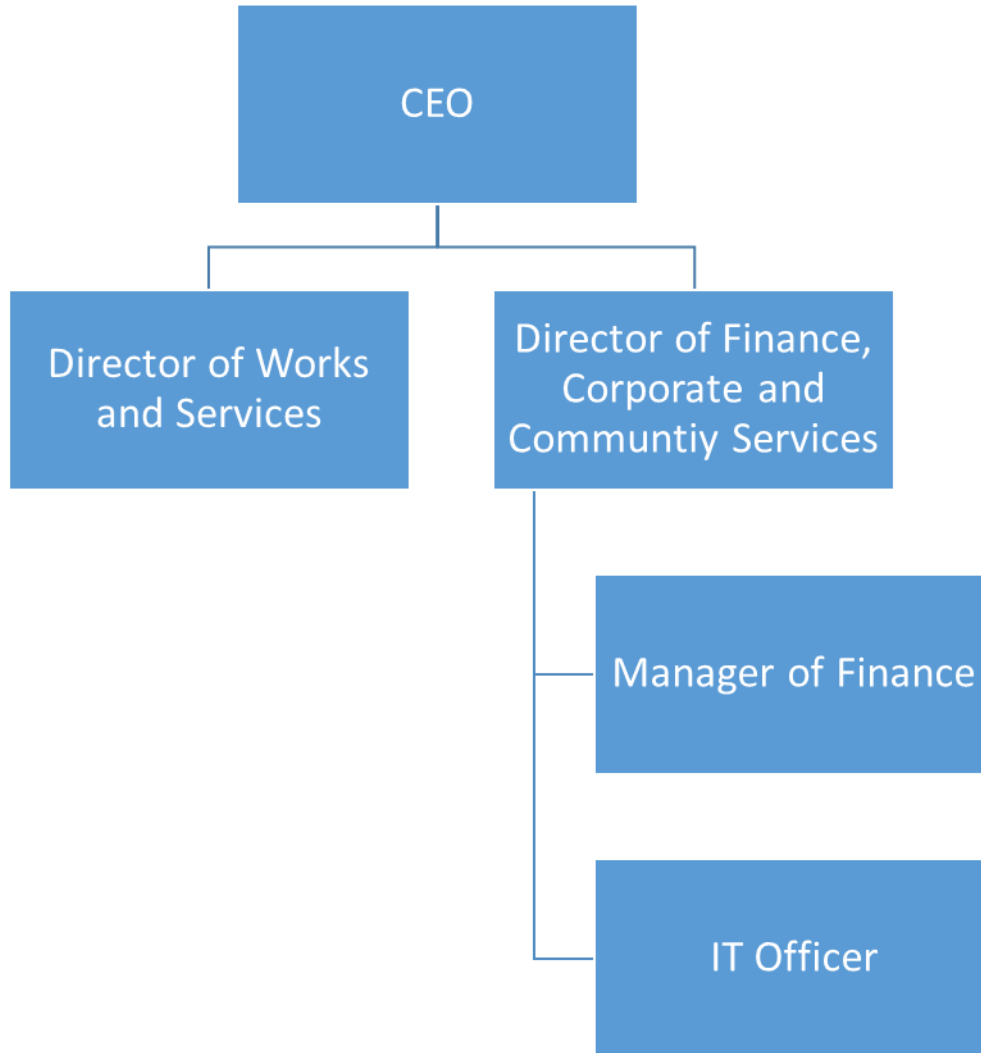 CEO
Director of Works
and Services
Director of Finance,
Corporate and
Communtiy Services
Manager of Finance
IT Officer